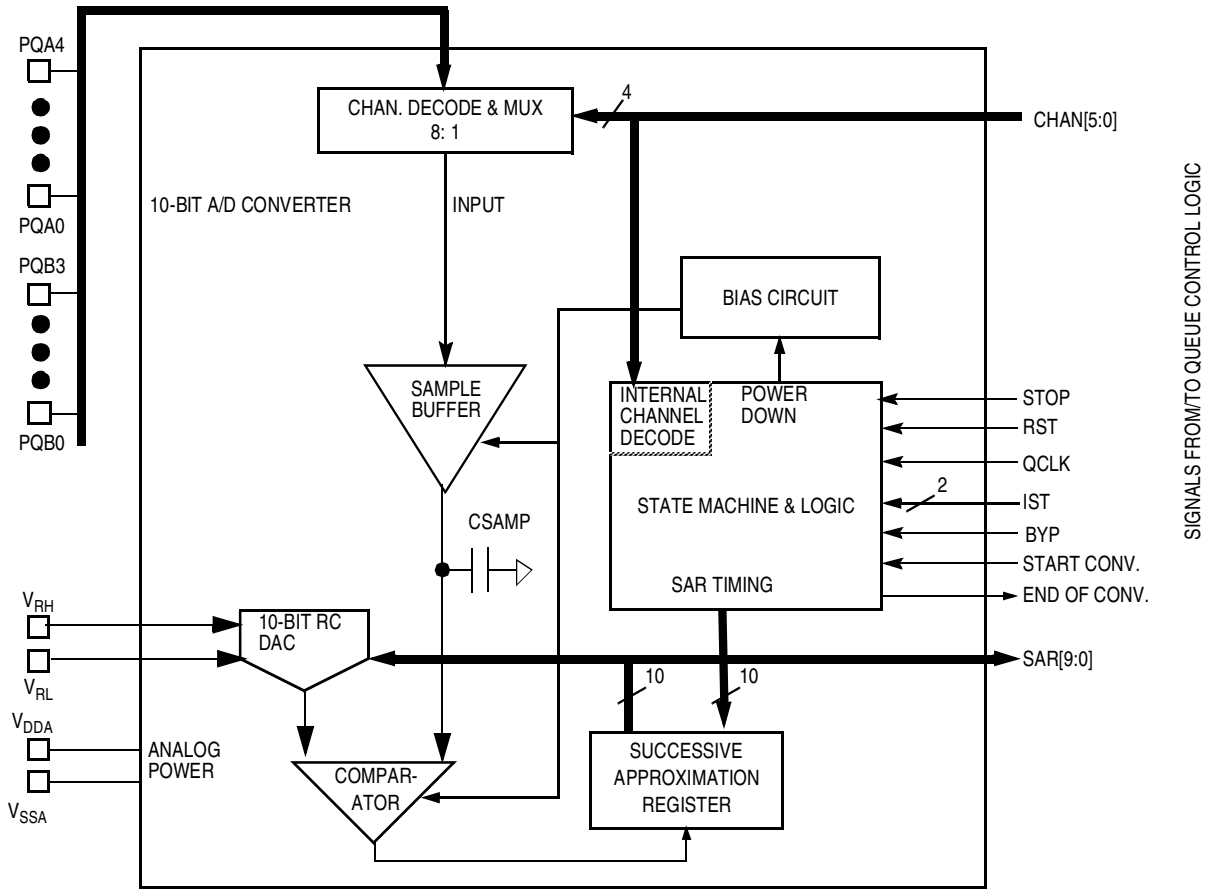 PQA4
PQA0
PQB3
PQB0
CHAN. DECODE & MUX
8: 1
4
CHAN[5:0]
10-BIT A/D CONVERTER
INPUT
BIAS CIRCUIT
SAMPLE
BUFFER
INTERNAL
CHANNEL
DECODE
POWER
DOWN
STATE MACHINE & LOGIC
SAR TIMING
STOP
RST
QCLK
2
IST
BYP
START CONV.
END OF CONV.
SIGNALS FROM/TO QUEUE CONTROL LOGIC
CSAMP
VRH
VRL
10-BIT RC
DAC
SAR[9:0]
10
10
VDDA
VSSA
ANALOG
POWER
COMPAR-
ATOR
SUCCESSIVE
APPROXIMATION
REGISTER